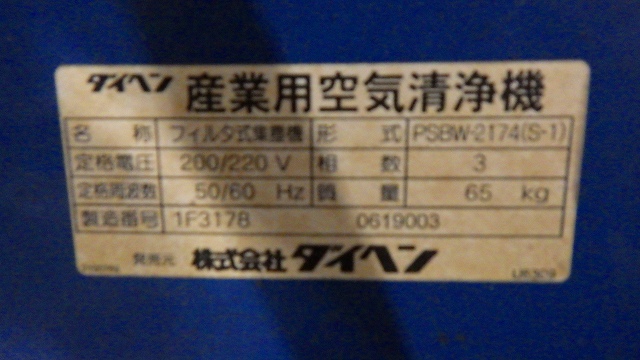 ダイヘン 産業用空気清浄機
名称 フィルタ式集塵機 形式 PSBW-2174(S-1)
定格電圧 200/220 V 相数 3
定格周波数 50/60 Hz 質量 65 kg
製造番号 1F3178 0619003
発売元 株式会社ダイヘン